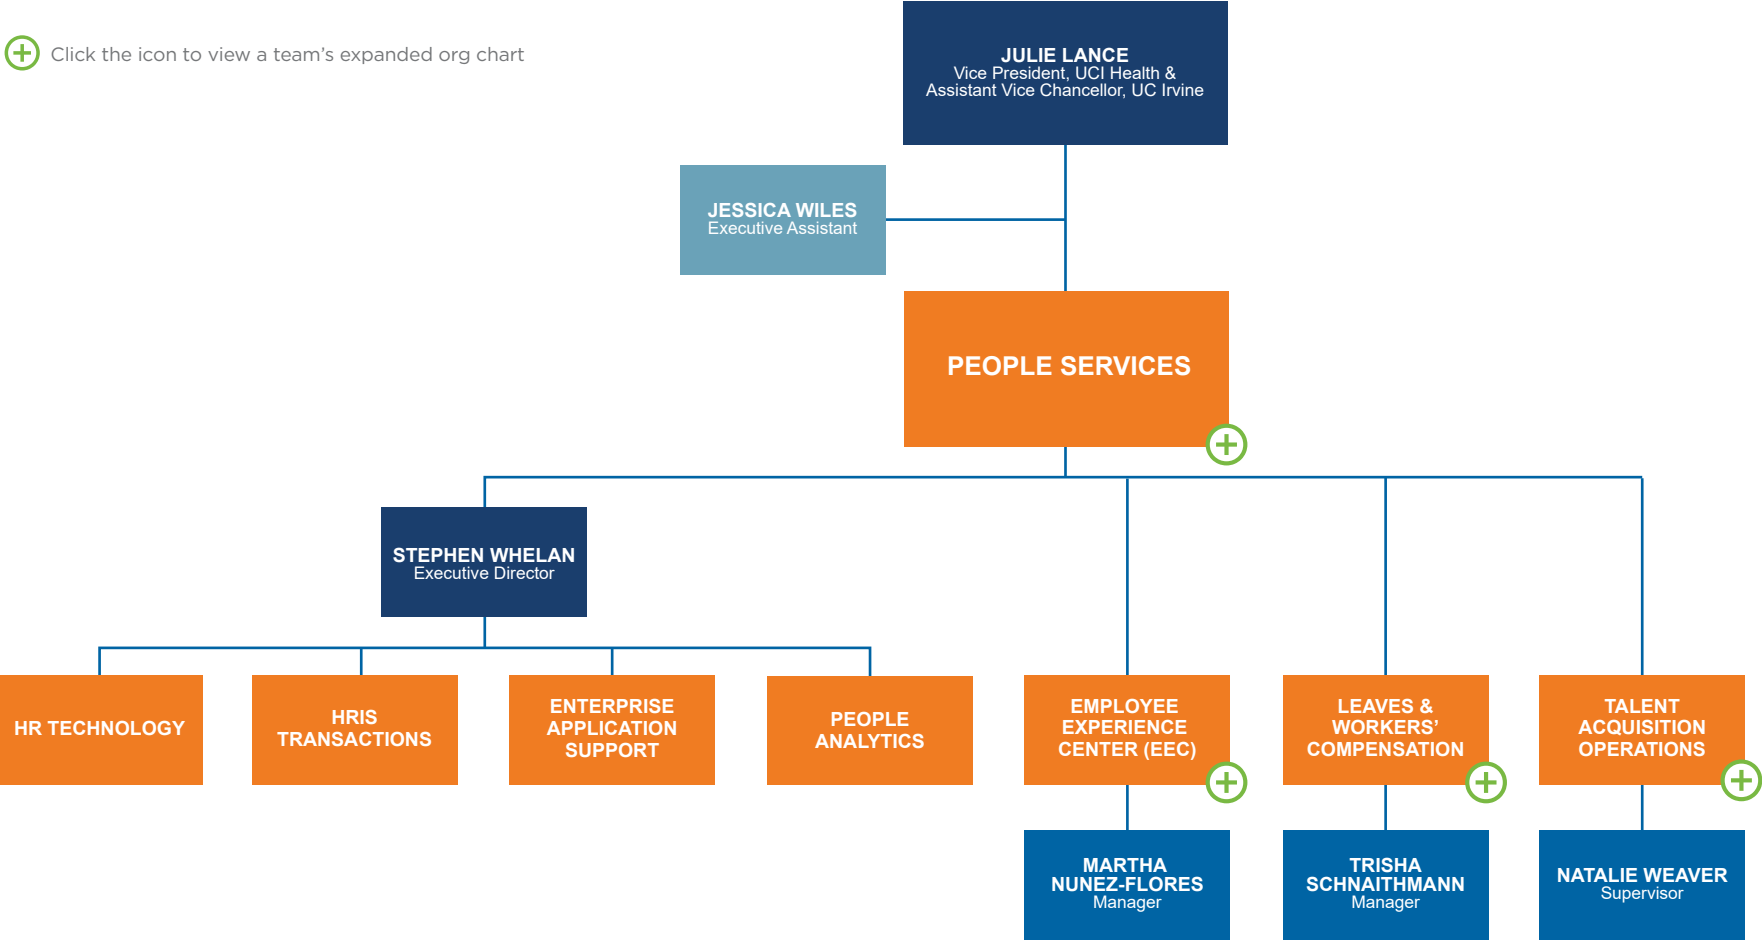 Click the icon to view a team’s expanded org chart
JULIE LANCE
Vice President, UCI Health &
Assistant Vice Chancellor, UC Irvine
JESSICA WILES
Executive Assistant
PEOPLE SERVICES
STEPHEN WHELAN
Executive Director
HR TECHNOLOGY
HRIS
TRANSACTIONS
ENTERPRISE
APPLICATION
SUPPORT
PEOPLE
ANALYTICS
EMPLOYEE
EXPERIENCE
CENTER (EEC)
LEAVES &
WORKERS’
COMPENSATION
TALENT
ACQUISITION
OPERATIONS
MARTHA
NUNEZ-FLORES
Manager
TRISHA
SCHNAITHMANN
Manager
NATALIE WEAVER
Supervisor